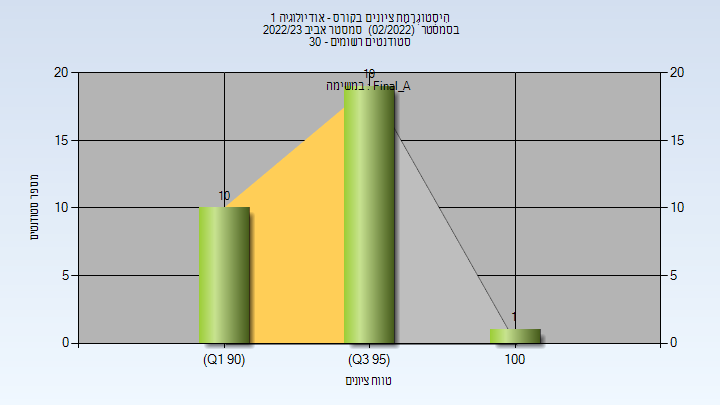 היסטוגרמת ציונים בקורס - אודיולוגיה 1
בסמסטר (02/2022) סמסטר אביב 2022/23
סטודנטים רשומים - 30
במשימה : Final_A
20
15
10
5
0
20
15
10
5
0
10
19
1
מספר סטודנטים
(Q1 90)
(Q3 95)
100
טווח ציונים